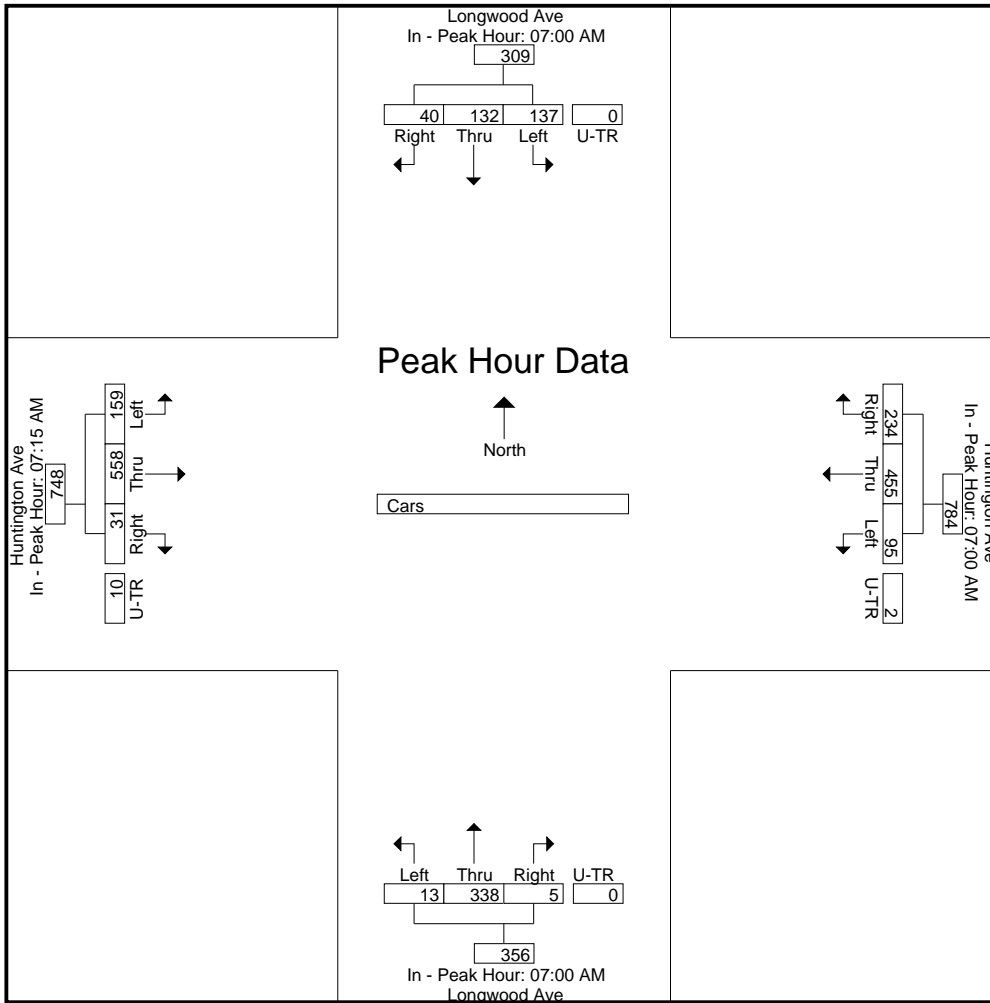 Longwood Ave
In - Peak Hour: 07:00 AM
309
40 132 137 0
Right Thru Left U-TR
Peak Hour Data
North
Cars
Huntington Ave
In - Peak Hour: 07:15 AM
748
159 558 31 10
Left Thru Right U-TR
Huntington Ave
In - Peak Hour: 07:00 AM
784
234 455 95 2
Right Thru Left U-TR
Left Thru Right U-TR
13 338 5 0
356
In - Peak Hour: 07:00 AM
Longwood Ave